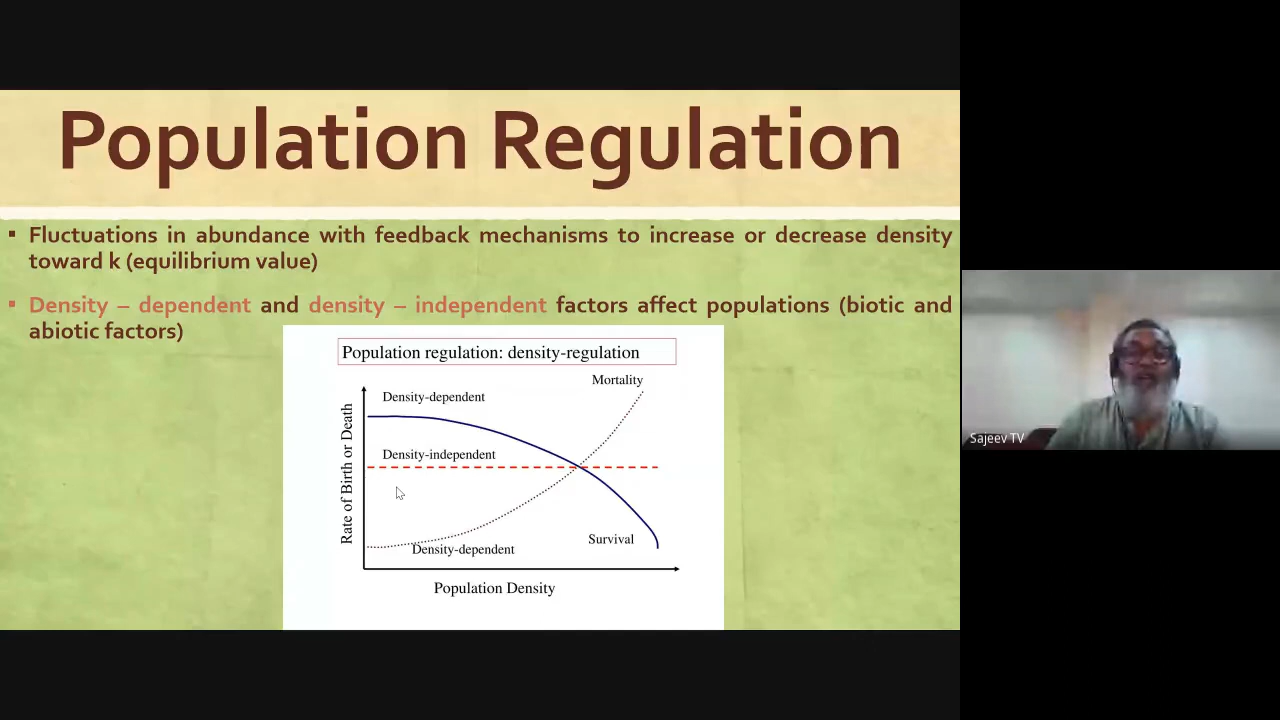 Population Regulation
▪ Fluctuations in abundance with feedback mechanisms to increase or decrease density
toward k (equilibrium value)
▪ Density – dependent and density – independent factors affect populations (biotic and
abiotic factors)
Population regulation: density-regulation
Mortality
Density-dependent
Density-independent
Rate of Birth or Death
Survival
Density-dependent
Population Density
Sajeev TV